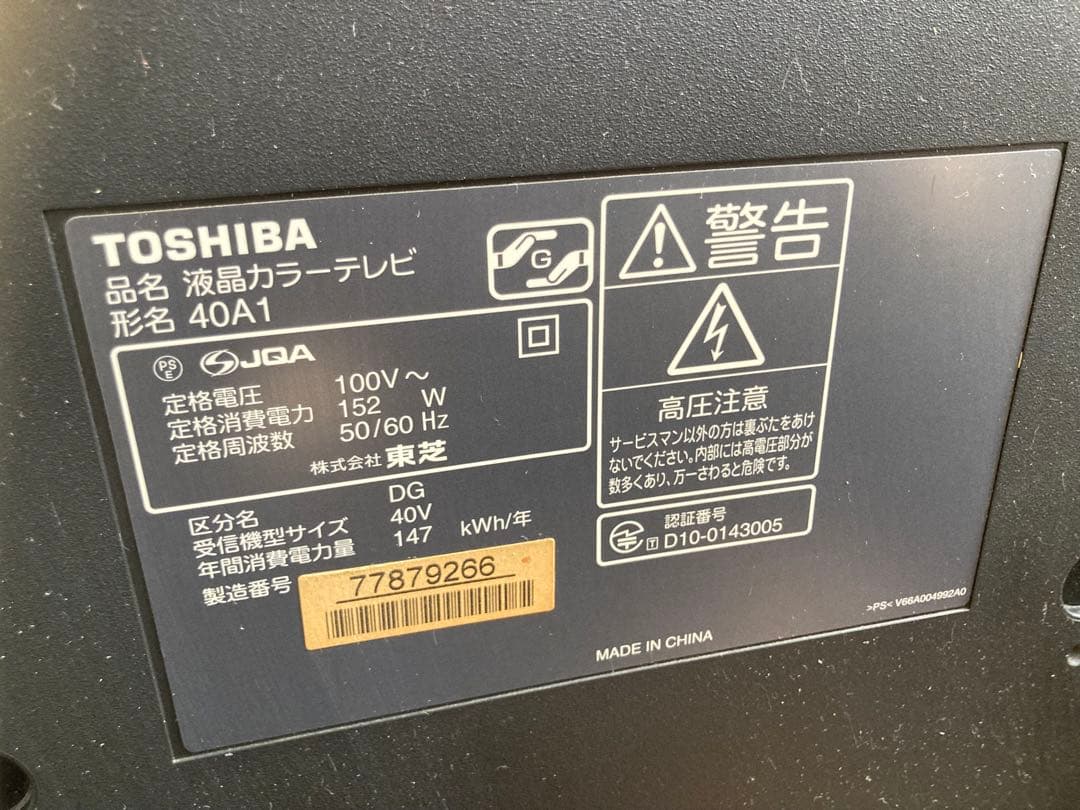 TOSHIBA
品名 液晶カラーテレビ
形名 40A1
G
PS
E
JQA
定格電圧 100V～
定格消費電力 152 W
定格周波数 50/60 Hz
株式会社 東芝
区分名 DG
受信機型サイズ 40V
年間消費電力量 147 kWh/年
製造番号 77879266
警告
高圧注意
サービスマン以外の方は裏ぶたをあけ
ないでください。内部には高電圧部分が
数多くあり、万一さわると危険です。
認証番号
T D10-0143005
>PS< V66A004992A0
MADE IN CHINA